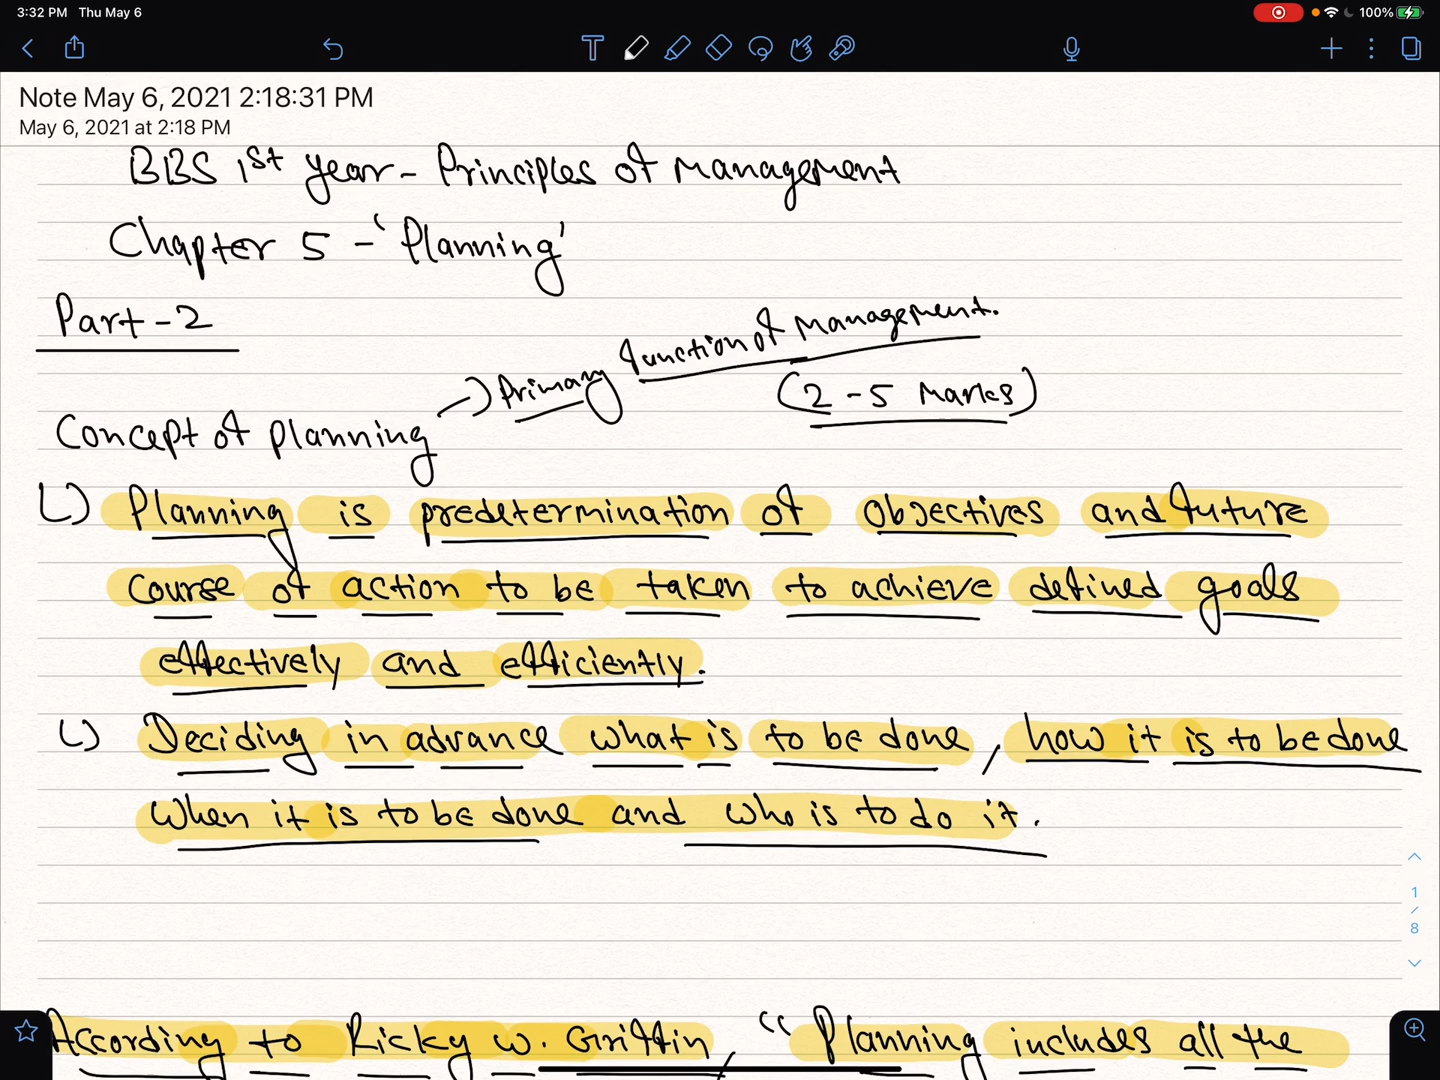 3:32 PM Thu May 6
100%
Note May 6, 2021 2:18:31 PM
May 6, 2021 at 2:18 PM
BBS 1st year - Principles of Management
Chapter 5 - 'Planning'
Part-2
Primary function of Management.
(2-5 Marks)
Concept of planning
Planning is predetermination of objectives and future
course of action to be taken to achieve defined goals
effectively and efficiently.
Deciding in advance what is to be done, how it is to be done
when it is to be done and who is to do it.
1
/
8
According to Ricky W. Griffin, "Planning includes all the